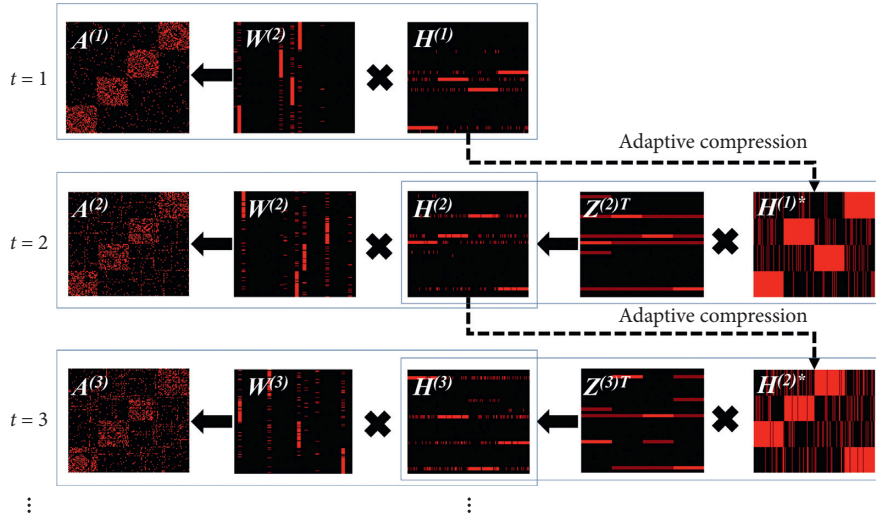 A(1) W(2) H(1)
t = 1
Adaptive compression
A(2) W(2) H(2) Z(2)T H(1)*
t = 2
Adaptive compression
A(3) W(3) H(3) Z(3)T H(2)*
t = 3
⋮ ⋮